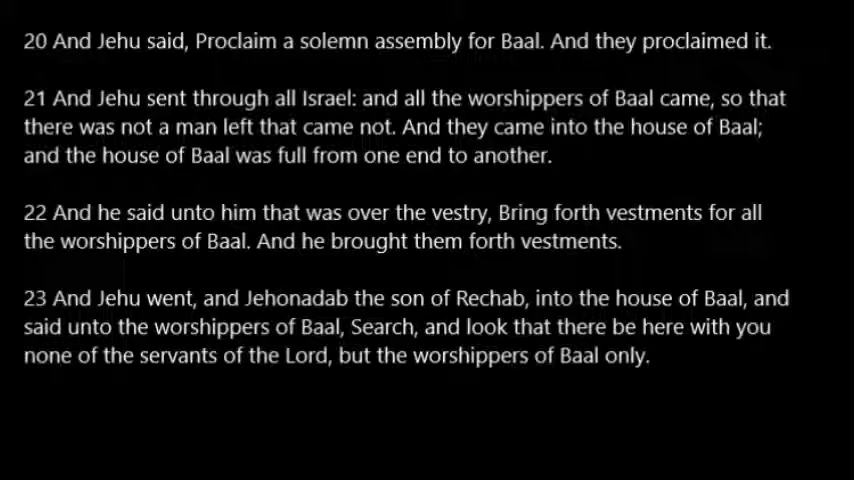 20 And Jehu said, Proclaim a solemn assembly for Baal. And they proclaimed it.
21 And Jehu sent through all Israel: and all the worshippers of Baal came, so that
there was not a man left that came not. And they came into the house of Baal;
and the house of Baal was full from one end to another.
22 And he said unto him that was over the vestry, Bring forth vestments for all
the worshippers of Baal. And he brought them forth vestments.
23 And Jehu went, and Jehonadab the son of Rechab, into the house of Baal, and
said unto the worshippers of Baal, Search, and look that there be here with you
none of the servants of the Lord, but the worshippers of Baal only.